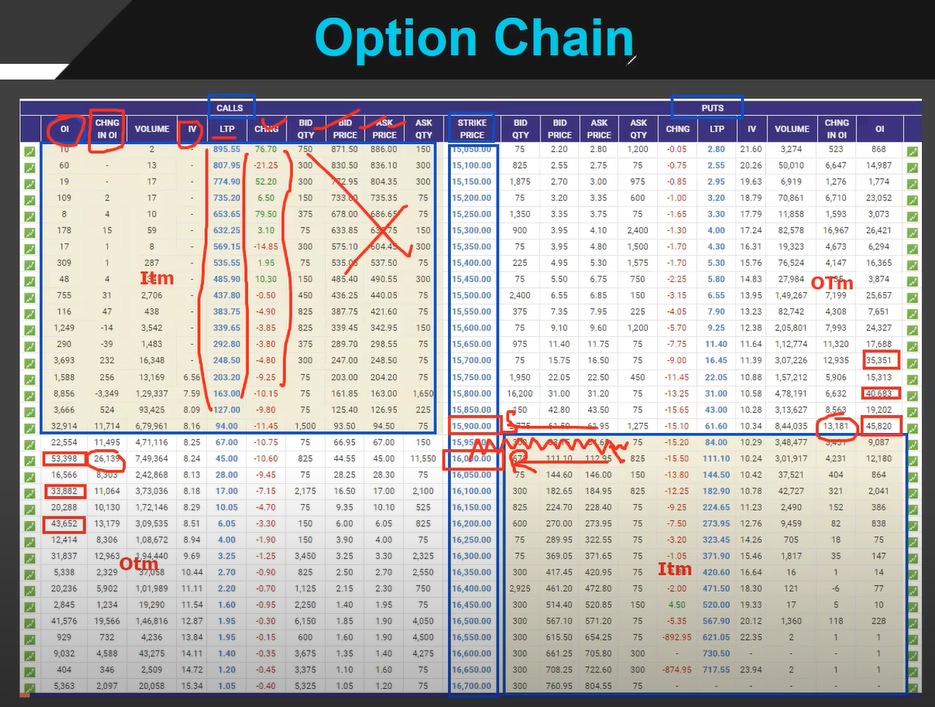 Option Chain
CALLS PUTS
OI CHNG IN OI VOLUME IV LTP CHNG BID QTY BID PRICE ASK PRICE ASK QTY STRIKE PRICE BID QTY BID PRICE ASK PRICE ASK QTY CHNG LTP IV VOLUME CHNG IN OI OI
10 - 2 - 895.55 76.70 750 871.50 886.00 150 15,050.00 75 2.20 2.80 1,200 -0.05 2.80 21.60 3,274 523 868
60 - 13 - 807.95 -21.25 300 830.50 836.10 300 15,100.00 825 2.55 2.75 75 -0.75 2.55 20.26 50,010 6,647 14,987
19 - 17 - 774.90 52.20 300 772.95 804.35 300 15,150.00 1,875 2.70 3.00 975 -0.85 2.95 19.63 6,919 1,276 1,774
109 2 17 - 735.20 6.50 150 733.00 735.35 75 15,200.00 75 3.20 3.35 600 -1.00 3.20 18.79 70,861 6,710 23,052
8 4 10 - 653.65 79.50 375 678.00 686.65 75 15,250.00 1,350 3.35 3.75 75 -1.65 3.30 17.79 11,858 1,593 3,073
178 15 59 - 632.25 3.10 75 633.85 150 15,300.00 900 3.95 4.10 2,400 -1.30 4.00 17.24 82,578 16,967 26,421
17 1 8 - 569.15 -14.85 300 575.10 604.45 300 15,350.00 75 3.95 4.80 1,500 -1.70 4.30 16.31 19,323 4,673 6,294
309 1 287 - 535.55 1.95 75 535.05 537.50 75 15,400.00 225 4.95 5.30 1,575 -1.70 5.30 15.76 76,524 4,147 16,365
48 4 - 485.90 10.30 150 485.40 490.55 300 15,450.00 75 5.50 6.75 750 -2.25 5.80 14.83 27,984 3,874
Itm OTm
755 31 2,706 - 437.80 -0.50 450 436.25 440.05 75 15,500.00 2,400 6.55 6.85 150 -3.15 6.55 13.95 1,49,267 7,199 25,657
116 47 438 - 383.75 -4.90 825 387.75 421.60 75 15,550.00 375 7.35 7.95 225 -4.05 7.90 13.23 82,742 4,308 7,651
1,249 -14 3,542 - 339.65 -3.85 825 339.45 342.95 150 15,600.00 75 9.10 9.60 1,200 -5.70 9.25 12.38 2,05,801 7,993 24,327
290 -39 1,483 - 292.80 -3.80 375 289.70 298.55 75 15,650.00 975 11.40 11.75 75 -7.75 11.40 11.64 1,12,774 11,320 17,688
3,693 232 16,348 - 248.50 -4.80 300 247.00 248.50 75 15,700.00 75 15.75 16.50 75 -9.00 16.45 11.39 3,07,226 12,935 35,351
1,588 256 13,169 6.56 203.20 -9.25 75 203.00 204.20 75 15,750.00 1,950 22.05 22.50 450 -11.45 22.05 10.88 1,57,212 5,906 15,313
8,856 -3,349 1,29,337 7.59 163.00 -10.15 75 161.85 163.00 1,650 15,800.00 16,200 31.00 31.20 75 -13.25 31.00 10.58 4,78,191 6,632 40,683
3,666 524 93,425 8.09 127.00 -9.80 75 125.40 126.95 225 15,850.00 150 42.80 43.50 75 -15.65 43.00 10.28 3,13,627 8,563 19,202
32,914 11,714 6,79,961 8.16 94.00 -11.45 1,500 93.50 94.50 75 15,900.00 S 1,275 -15.10 61.60 10.34 8,44,035 13,181 45,820
22,554 11,495 4,71,116 8.25 67.00 -10.75 75 66.95 67.00 150 -15.20 84.00 10.29 3,48,477 9,087
53,398 26,139 7,49,364 8.24 45.00 -10.60 825 44.55 45.00 11,550 16,000.00 R 111.10 112.95 825 -15.50 111.10 10.24 3,01,917 4,231 12,180
16,566 8,303 2,42,868 8.13 28.00 -9.45 75 28.25 28.30 75 16,050.00 75 144.60 146.00 150 -13.80 144.50 10.42 37,521 404 864
33,882 11,064 3,73,036 8.18 17.00 -7.15 2,175 16.50 17.00 2,100 16,100.00 300 182.65 184.95 825 -12.25 182.90 10.78 42,727 321 2,041
20,288 10,130 1,72,146 8.29 10.05 -4.70 75 9.35 10.10 525 16,150.00 150 224.70 228.40 75 -9.25 224.65 11.23 2,490 152 386
43,652 13,179 3,09,535 8.51 6.05 -3.30 150 6.00 6.05 825 16,200.00 600 270.00 273.95 75 -7.50 273.95 12.76 9,459 82 838
12,414 8,306 1,08,672 8.94 4.00 -1.90 150 3.90 4.00 75 16,250.00 75 289.95 322.55 75 -3.20 323.45 14.26 705 18 75
31,837 12,963 1,94,440 9.69 3.25 -1.25 3,450 3.25 3.30 2,325 16,300.00 75 369.05 371.65 75 -1.05 371.90 15.46 1,817 35 147
Otm Itm
5,338 2,329 37,058 10.44 2.70 -0.90 825 2.50 2.70 2,550 16,350.00 300 417.45 420.95 75 420.60 16.64 16 1 14
20,236 5,902 1,01,989 11.11 2.20 -0.70 1,125 2.15 2.30 750 16,400.00 2,925 461.20 472.80 75 -2.00 471.50 18.30 121 -6 77
2,845 1,234 19,290 11.54 1.60 -0.95 2,250 1.40 1.95 75 16,450.00 300 514.40 520.85 150 4.50 520.00 19.33 17 5 10
41,576 19,566 1,46,816 12.87 1.95 -0.30 6,150 1.85 1.90 4,050 16,500.00 300 567.10 571.20 75 -5.35 567.90 20.12 1,360 118 228
929 732 4,236 13.84 1.95 -0.15 600 1.60 1.90 4,500 16,550.00 300 615.50 654.25 75 -892.95 621.05 22.35 2 1 1
9,032 4,588 43,275 14.11 1.40 -0.35 3,675 1.35 1.40 4,275 16,600.00 300 661.25 705.80 75 - 730.50 - - - 1
404 346 2,509 14.72 1.20 -0.45 3,375 1.10 1.60 75 16,650.00 300 708.25 722.60 300 -874.95 717.55 23.94 2 1 1
5,363 2,097 20,058 15.34 1.05 -0.40 5,325 1.05 1.20 75 16,700.00 300 760.95 804.55 75 - - - - - -